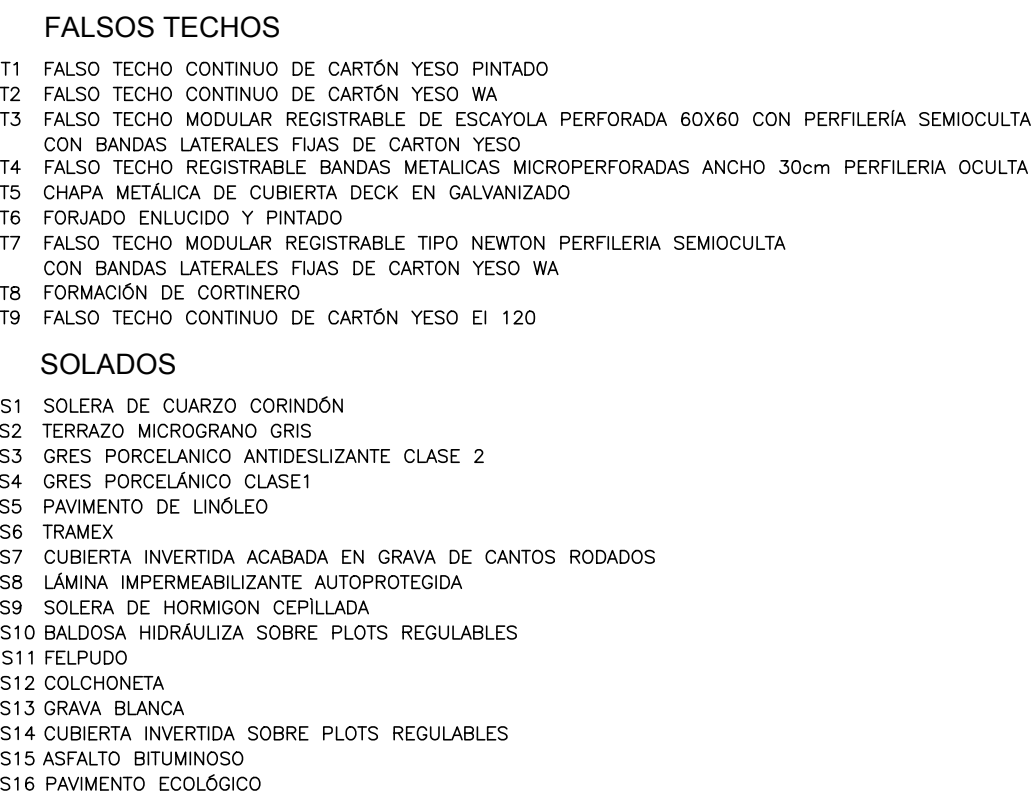 FALSOS TECHOS
T1 FALSO TECHO CONTINUO DE CARTÓN YESO PINTADO
T2 FALSO TECHO CONTINUO DE CARTÓN YESO WA
T3 FALSO TECHO MODULAR REGISTRABLE DE ESCAYOLA PERFORADA 60X60 CON PERFILERÍA SEMIOCULTA
CON BANDAS LATERALES FIJAS DE CARTON YESO
T4 FALSO TECHO REGISTRABLE BANDAS METALICAS MICROPERFORADAS ANCHO 30cm PERFILERIA OCULTA
T5 CHAPA METÁLICA DE CUBIERTA DECK EN GALVANIZADO
T6 FORJADO ENLUCIDO Y PINTADO
T7 FALSO TECHO MODULAR REGISTRABLE TIPO NEWTON PERFILERIA SEMIOCULTA
CON BANDAS LATERALES FIJAS DE CARTON YESO WA
T8 FORMACIÓN DE CORTINERO
T9 FALSO TECHO CONTINUO DE CARTÓN YESO EI 120
SOLADOS
S1 SOLERA DE CUARZO CORINDÓN
S2 TERRAZO MICROGRANO GRIS
S3 GRES PORCELANICO ANTIDESLIZANTE CLASE 2
S4 GRES PORCELÁNICO CLASE1
S5 PAVIMENTO DE LINÓLEO
S6 TRAMEX
S7 CUBIERTA INVERTIDA ACABADA EN GRAVA DE CANTOS RODADOS
S8 LÁMINA IMPERMEABILIZANTE AUTOPROTEGIDA
S9 SOLERA DE HORMIGON CEPÌLLADA
S10 BALDOSA HIDRÁULIZA SOBRE PLOTS REGULABLES
S11 FELPUDO
S12 COLCHONETA
S13 GRAVA BLANCA
S14 CUBIERTA INVERTIDA SOBRE PLOTS REGULABLES
S15 ASFALTO BITUMINOSO
S16 PAVIMENTO ECOLÓGICO